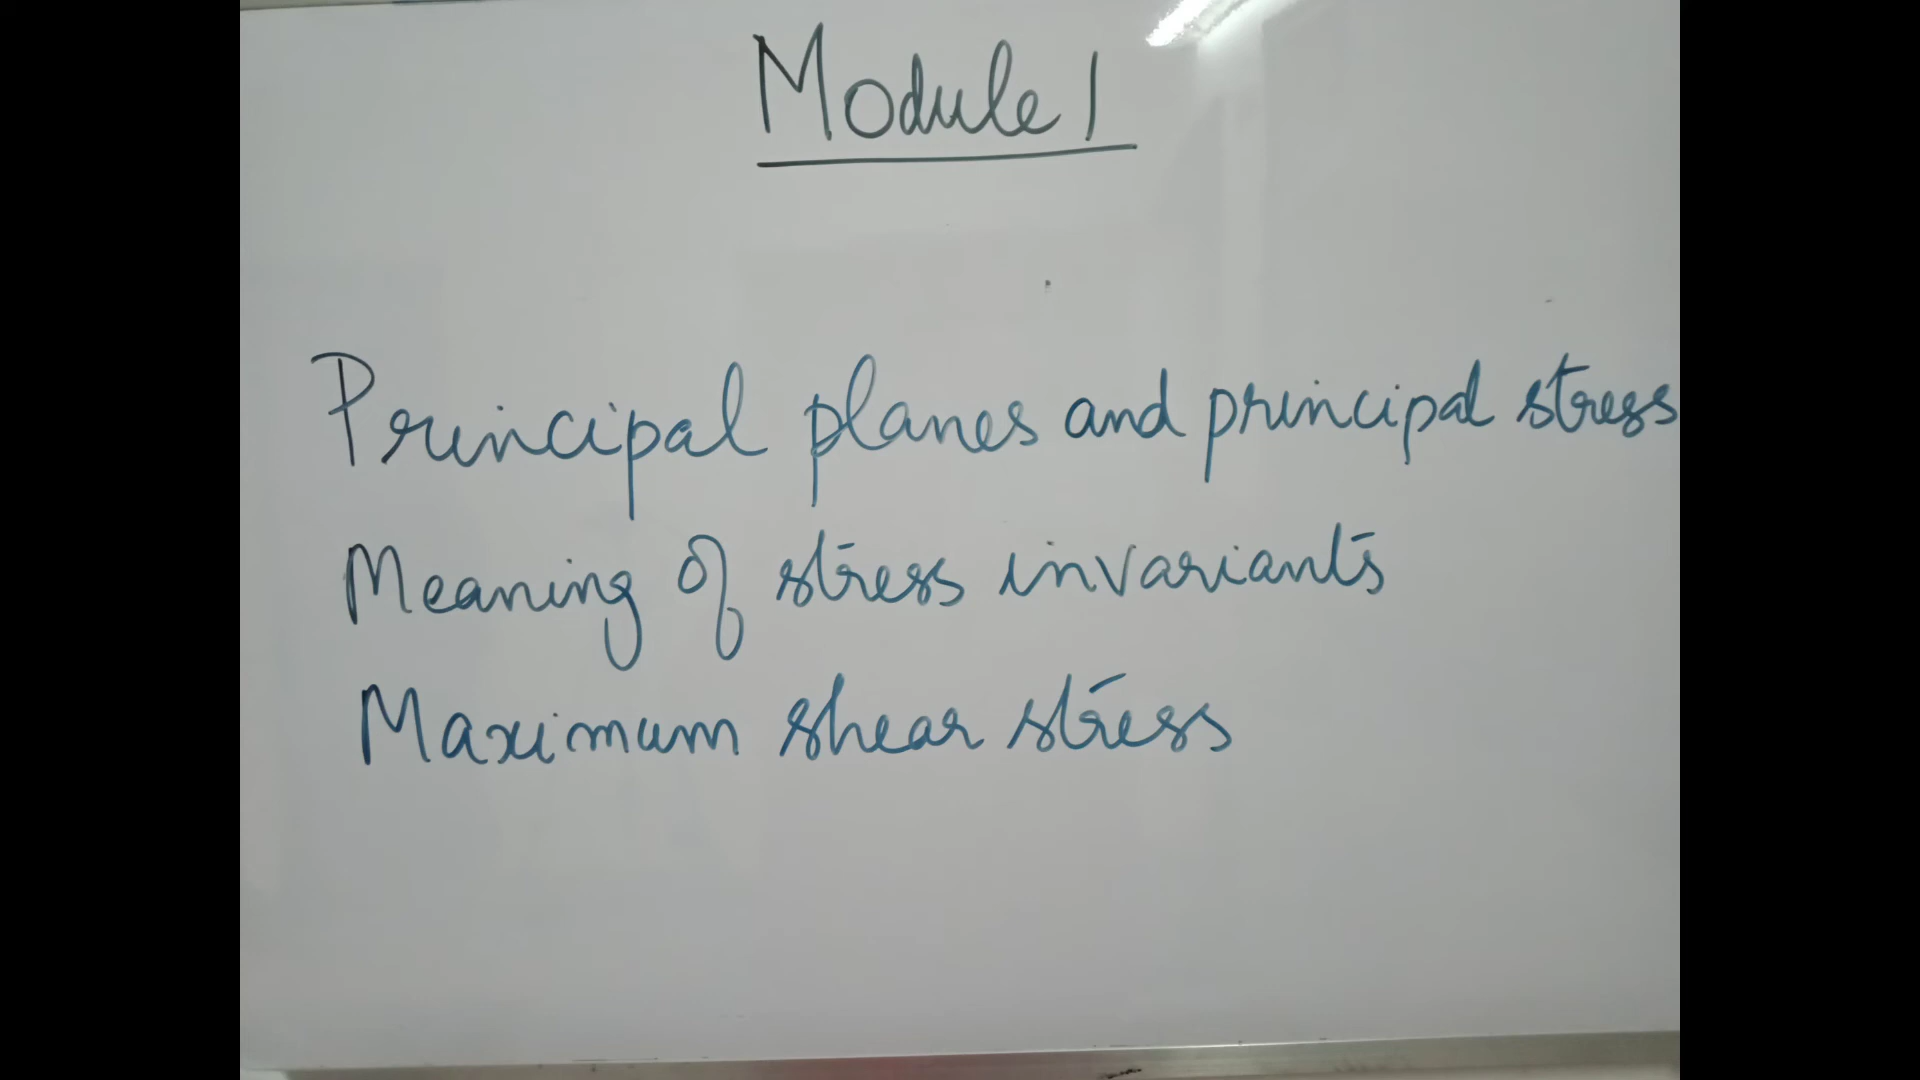 Module 1
Principal planes and principal stress
Meaning of stress invariants
Maximum shear stress